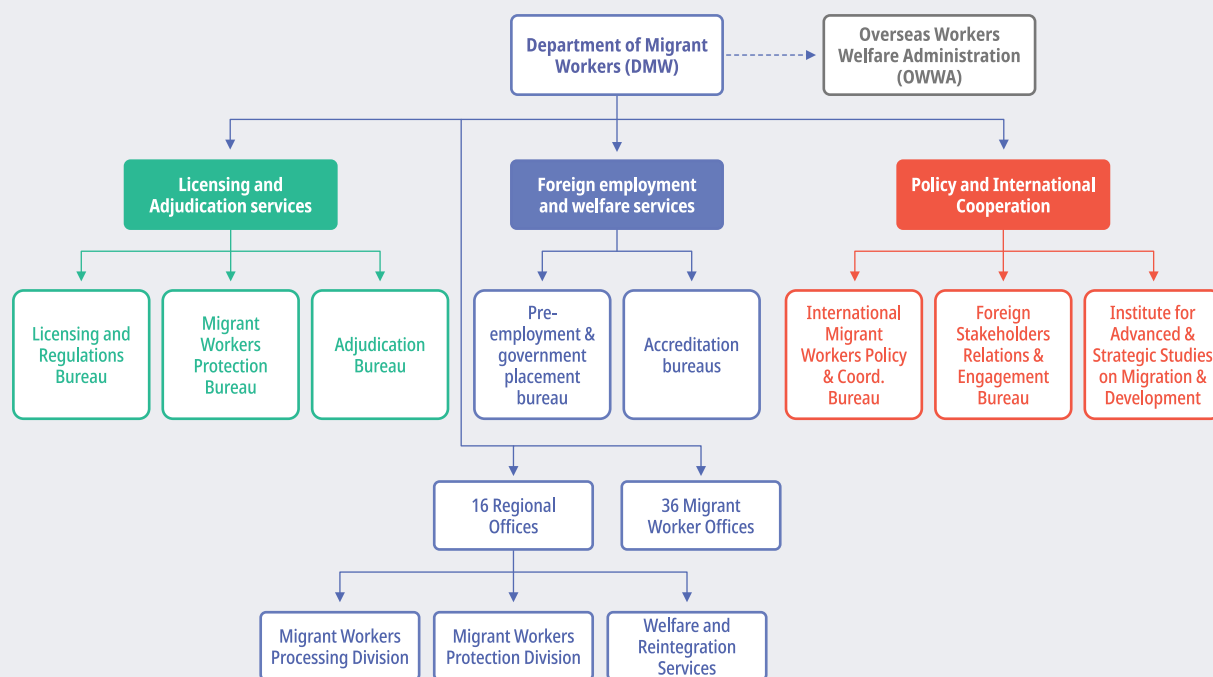 Department of Migrant
Workers (DMW)
Overseas Workers
Welfare Administration
(OWWA)
Licensing and
Adjudication services
Foreign employment
and welfare services
Policy and International
Cooperation
Licensing and
Regulations
Bureau
Migrant
Workers
Protection
Bureau
Adjudication
Bureau
Pre-
employment &
government
placement
bureau
Accreditation
bureaus
International
Migrant
Workers Policy
& Coord.
Bureau
Foreign
Stakeholders
Relations &
Engagement
Bureau
Institute for
Advanced &
Strategic Studies
on Migration &
Development
16 Regional
Offices
36 Migrant
Worker Offices
Migrant Workers
Processing Division
Migrant Workers
Protection Division
Welfare and
Reintegration
Services